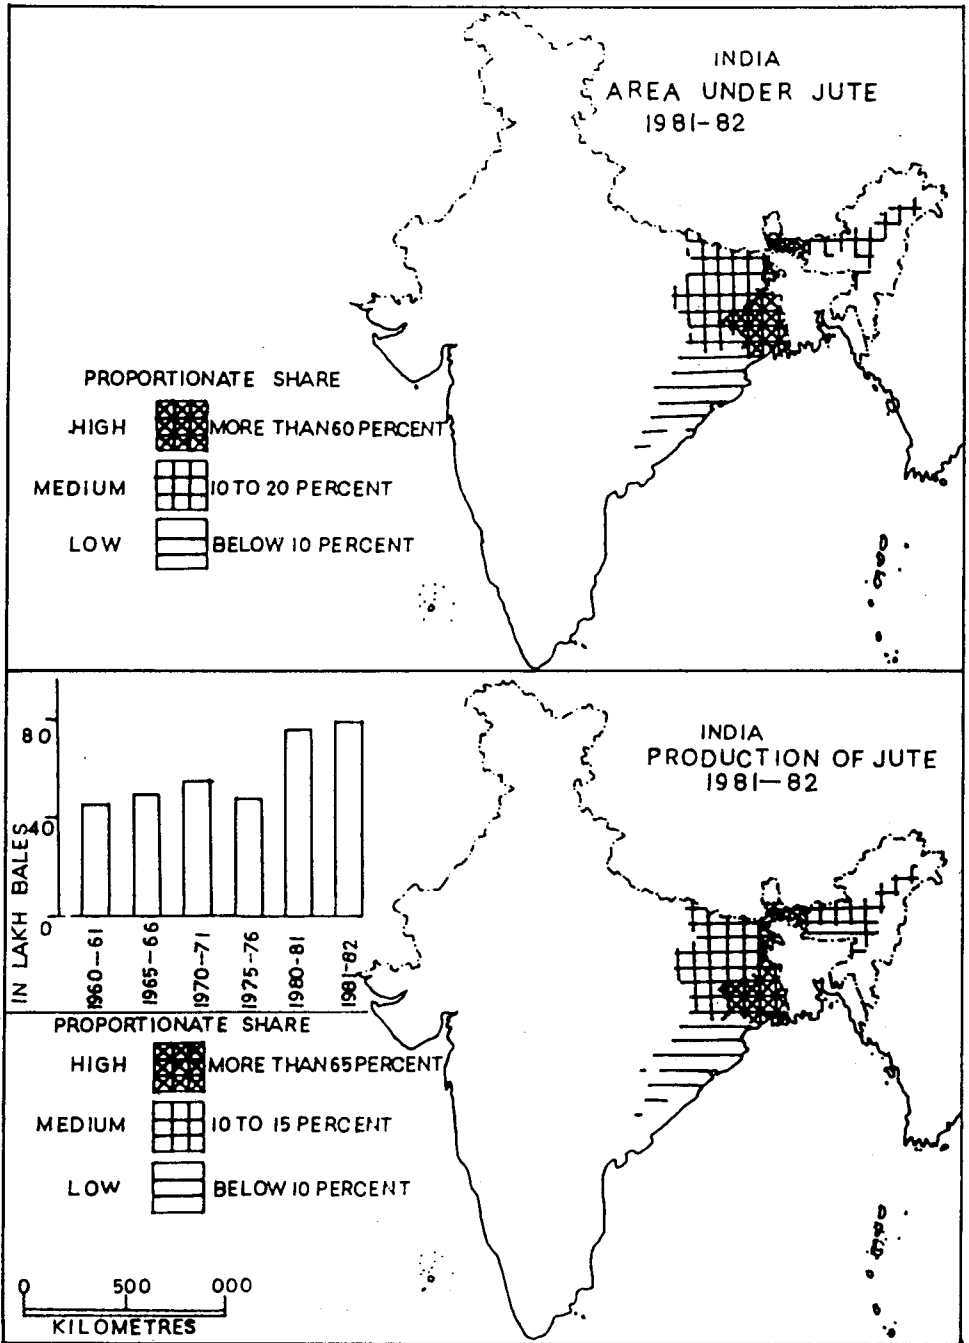 INDIA
AREA UNDER JUTE
1981-82
PROPORTIONATE SHARE
HIGH MORE THAN 60 PERCENT
MEDIUM 10 TO 20 PERCENT
LOW BELOW 10 PERCENT
INDIA
PRODUCTION OF JUTE
1981-82
80
40
0
IN LAKH BALES
1960-61
1965-66
1970-71
1975-76
1980-81
1981-82
PROPORTIONATE SHARE
HIGH MORE THAN 65 PERCENT
MEDIUM 10 TO 15 PERCENT
LOW BELOW 10 PERCENT
0 500 000
KILOMETRES